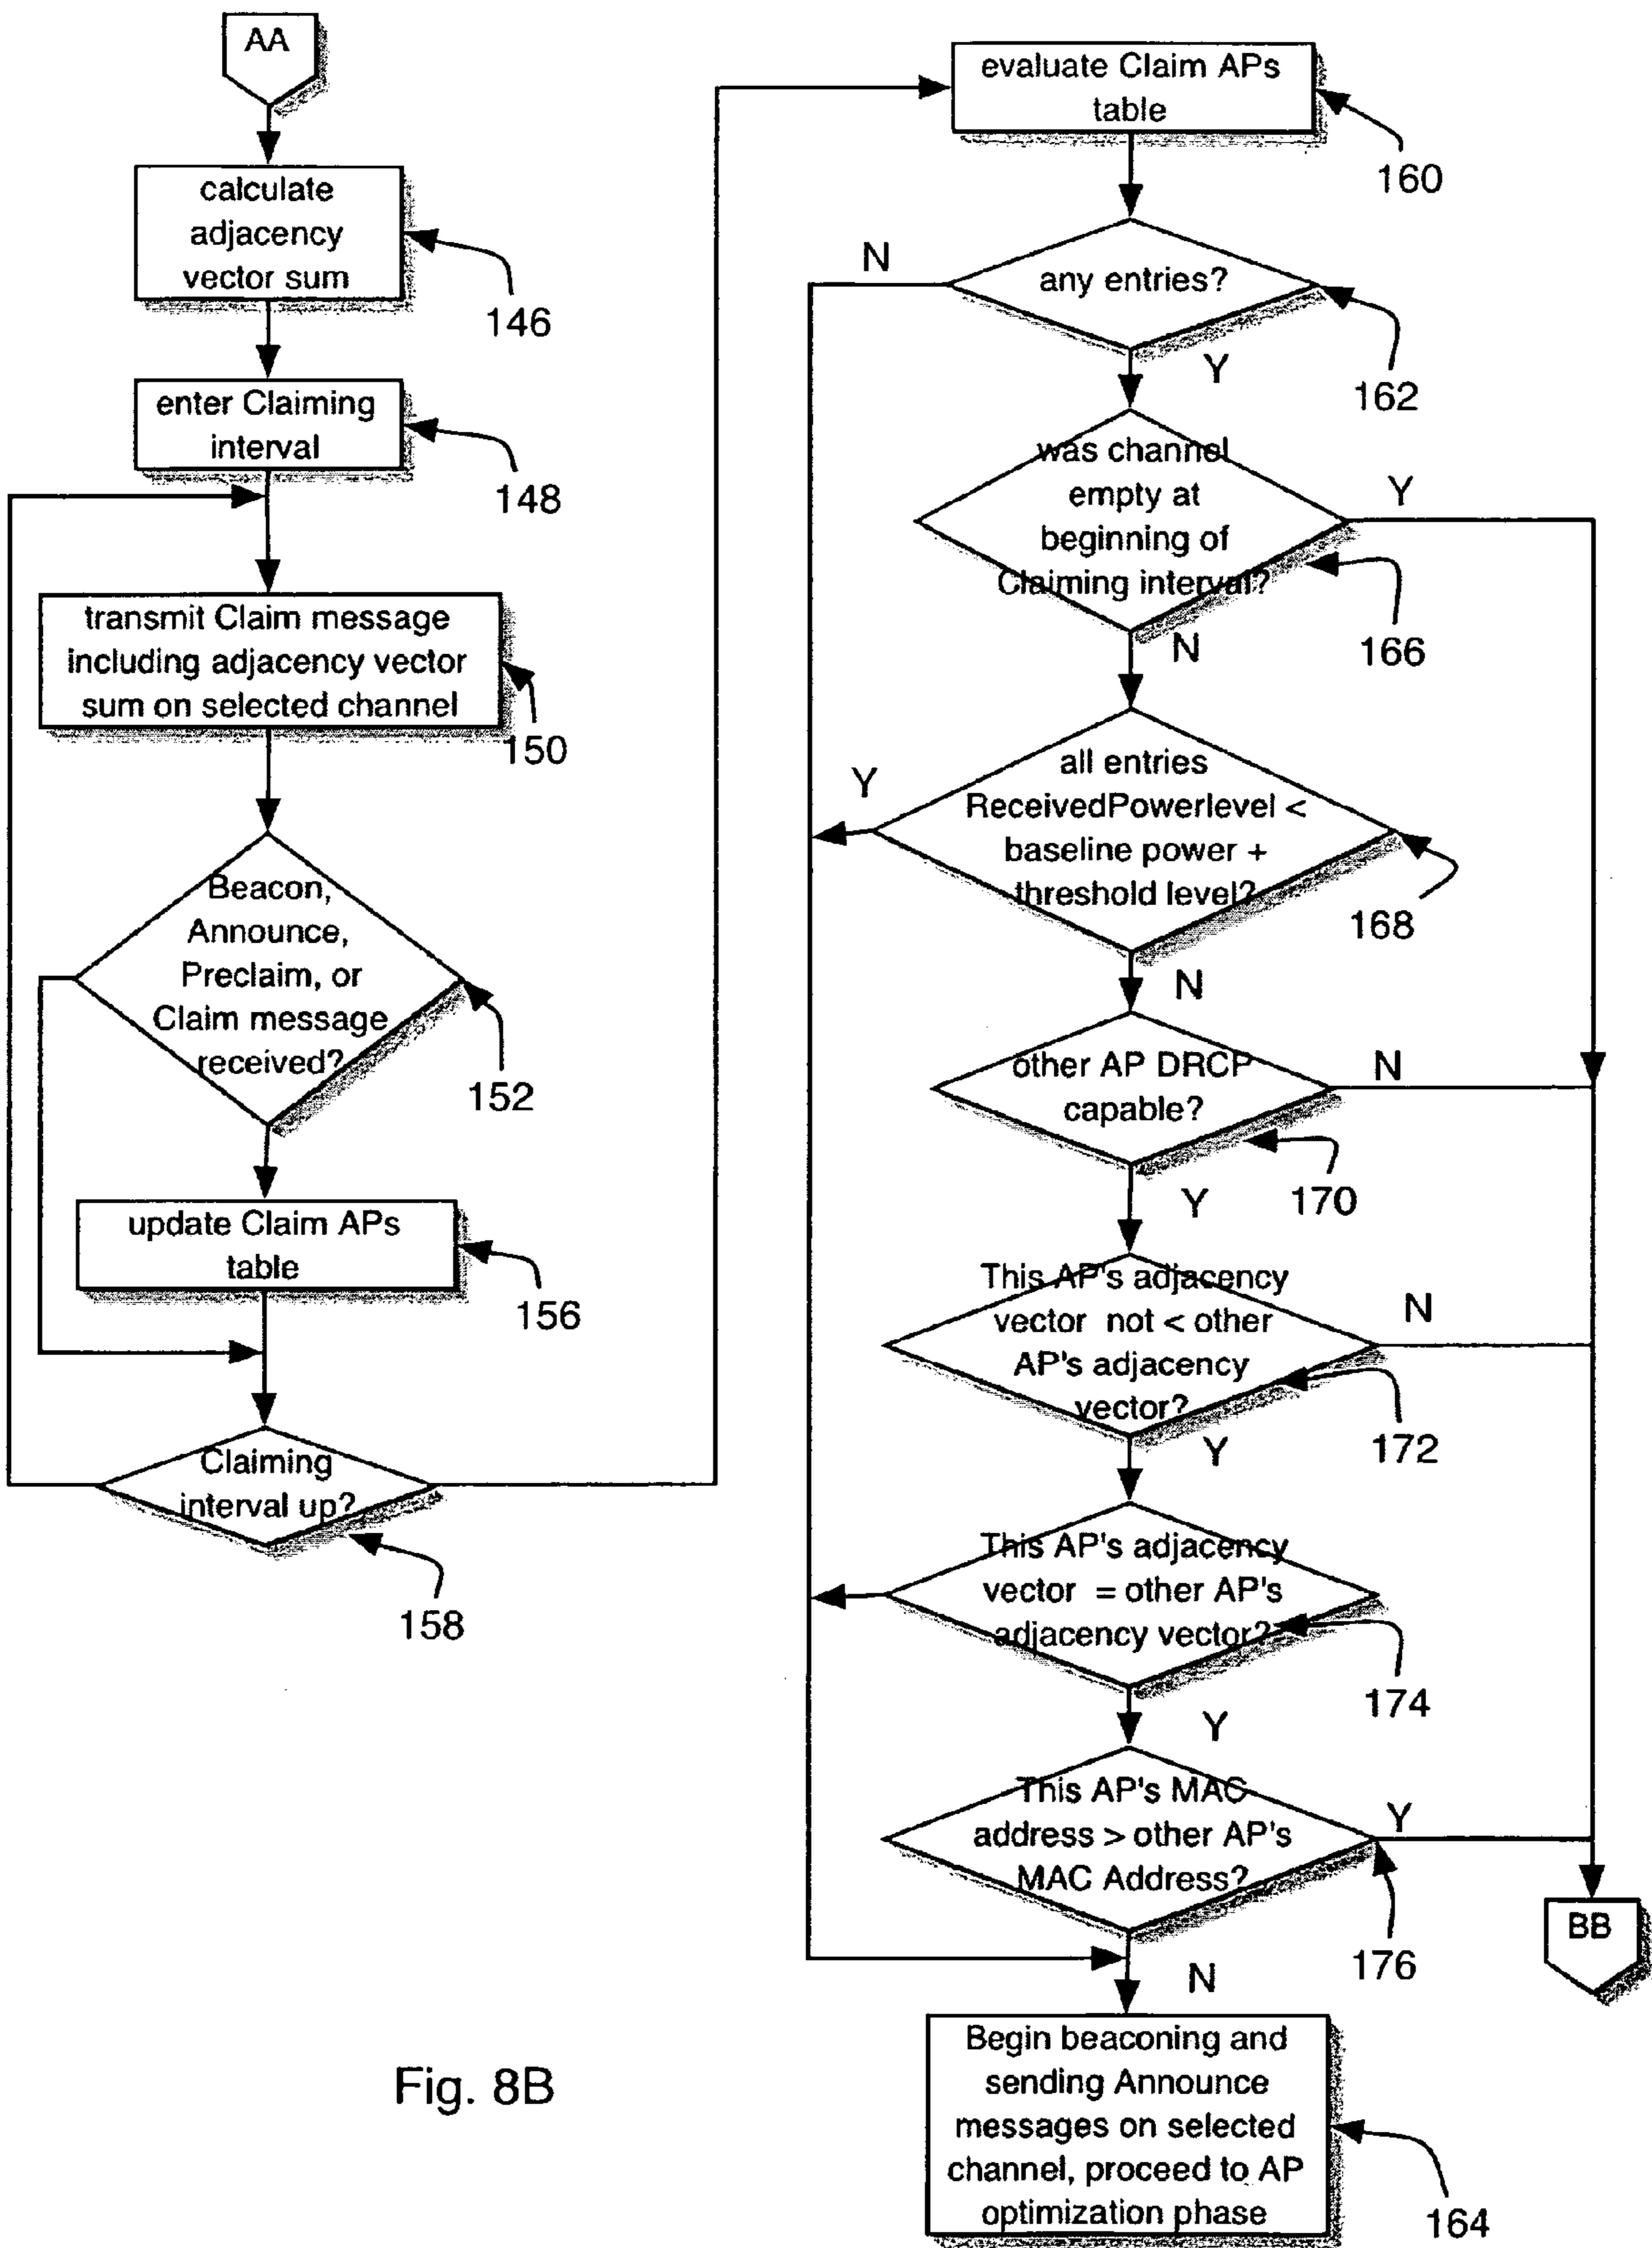 AA
calculate
adjacency
vector sum
146
enter Claiming
interval
148
transmit Claim message
including adjacency vector
sum on selected channel
150
Beacon,
Announce,
Preclaim, or
Claim message
received?
152
update Claim APs
table
156
Claiming
interval up?
158
evaluate Claim APs
table
160
any entries?
N
Y
162
was channel
empty at
beginning of
Claiming interval?
Y
N
166
all entries
ReceivedPowerlevel <
baseline power +
threshold level?
Y
N
168
other AP DRCP
capable?
N
Y
170
This AP's adjacency
vector not < other
AP's adjacency
vector?
N
Y
172
This AP's adjacency
vector = other AP's
adjacency vector?
Y
174
This AP's MAC
address > other AP's
MAC Address?
Y
N
176
BB
Begin beaconing and
sending Announce
messages on selected
channel, proceed to AP
optimization phase
164
Fig. 8B